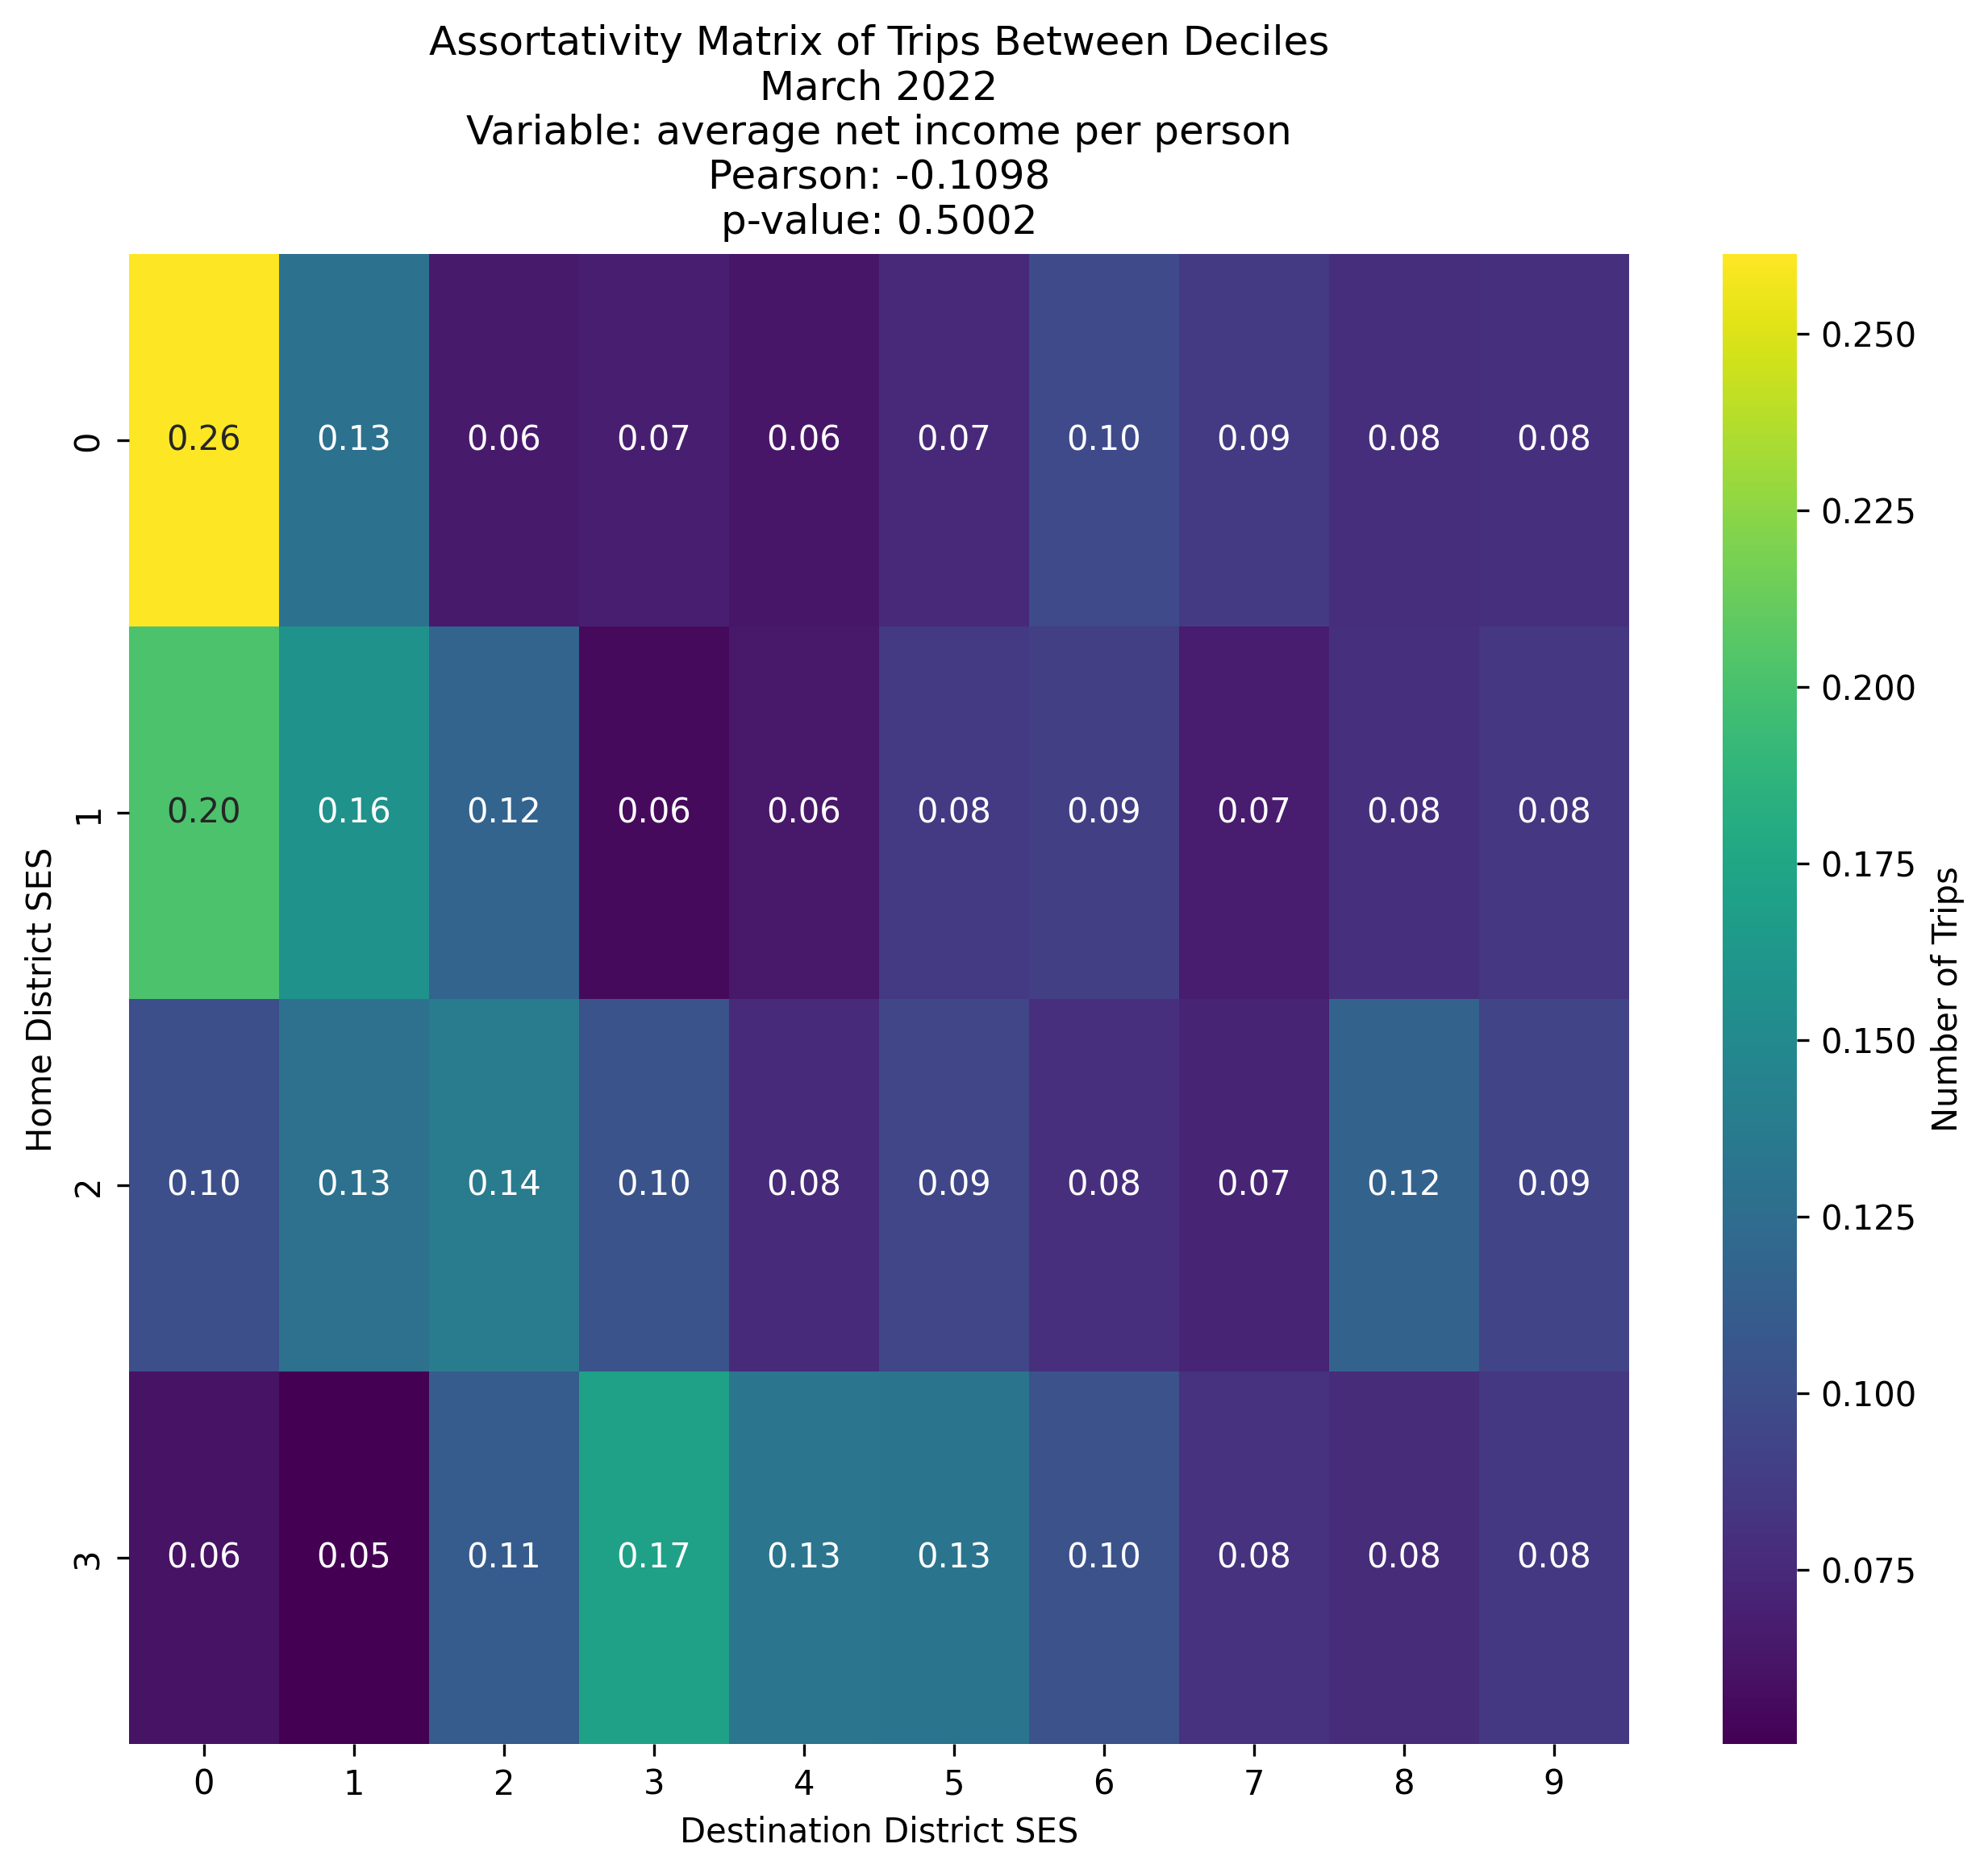 Assortativity Matrix of Trips Between Deciles
March 2022
Variable: average net income per person
Pearson: -0.1098
p-value: 0.5002
Home District SES
0 0.26 0.13 0.06 0.07 0.06 0.07 0.10 0.09 0.08 0.08
1 0.20 0.16 0.12 0.06 0.06 0.08 0.09 0.07 0.08 0.08
2 0.10 0.13 0.14 0.10 0.08 0.09 0.08 0.07 0.12 0.09
3 0.06 0.05 0.11 0.17 0.13 0.13 0.10 0.08 0.08 0.08
0 1 2 3 4 5 6 7 8 9
Destination District SES
0.250
0.225
0.200
0.175
0.150
0.125
0.100
0.075
Number of Trips